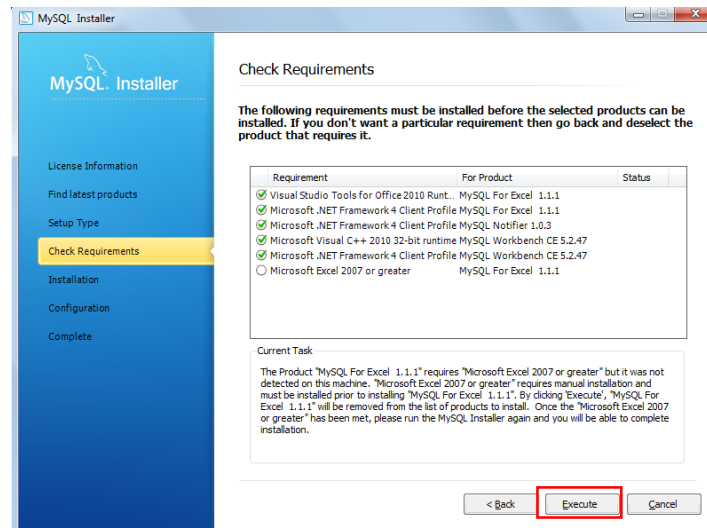 MySQL Installer
MySQL. Installer
License Information
Find latest products
Setup Type
Check Requirements
Installation
Configuration
Complete
Check Requirements
The following requirements must be installed before the selected products can be
installed. If you don't want a particular requirement then go back and deselect the
product that requires it.
Requirement For Product Status
Visual Studio Tools for Office 2010 Runt... MySQL For Excel 1.1.1
Microsoft .NET Framework 4 Client Profile MySQL For Excel 1.1.1
Microsoft .NET Framework 4 Client Profile MySQL Notifier 1.0.3
Microsoft Visual C++ 2010 32-bit runtime MySQL Workbench CE 5.2.47
Microsoft .NET Framework 4 Client Profile MySQL Workbench CE 5.2.47
Microsoft Excel 2007 or greater MySQL For Excel 1.1.1
Current Task
The Product "MySQL For Excel 1.1.1" requires "Microsoft Excel 2007 or greater" but it was not
detected on this machine. "Microsoft Excel 2007 or greater" requires manual installation and
must be installed prior to installing "MySQL For Excel 1.1.1". By clicking 'Execute', "MySQL For
Excel 1.1.1" will be removed from the list of products to install. Once the "Microsoft Excel 2007
or greater" has been met, please run the MySQL Installer again and you will be able to complete
installation.
< Back Execute Cancel